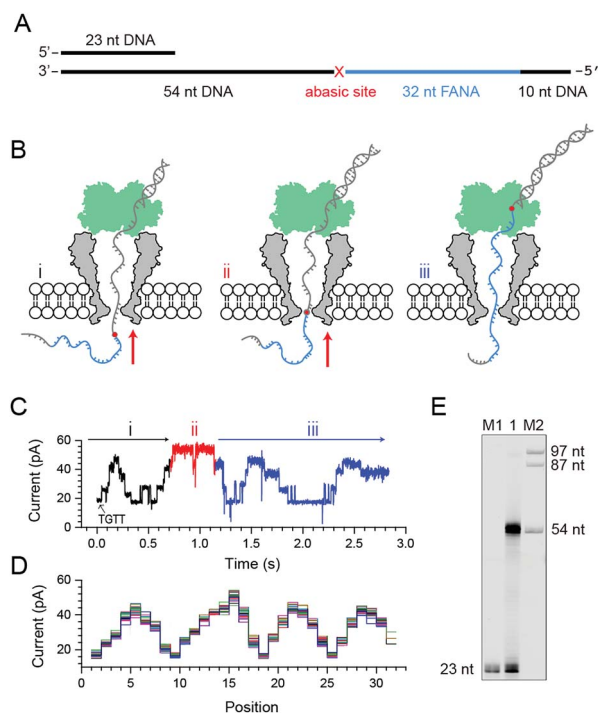 A
23 nt DNA
5'-
3'-
X
-5'
54 nt DNA
abasic site
32 nt FANA
10 nt DNA
B
i
ii
iii
C
i
ii
iii
60
40
20
0
Current (pA)
TGTT
0.0
0.5
1.0
1.5
2.0
2.5
3.0
Time (s)
D
60
40
20
Current (pA)
0
5
10
15
20
25
30
Position
E
M1 1 M2
97 nt
87 nt
54 nt
23 nt